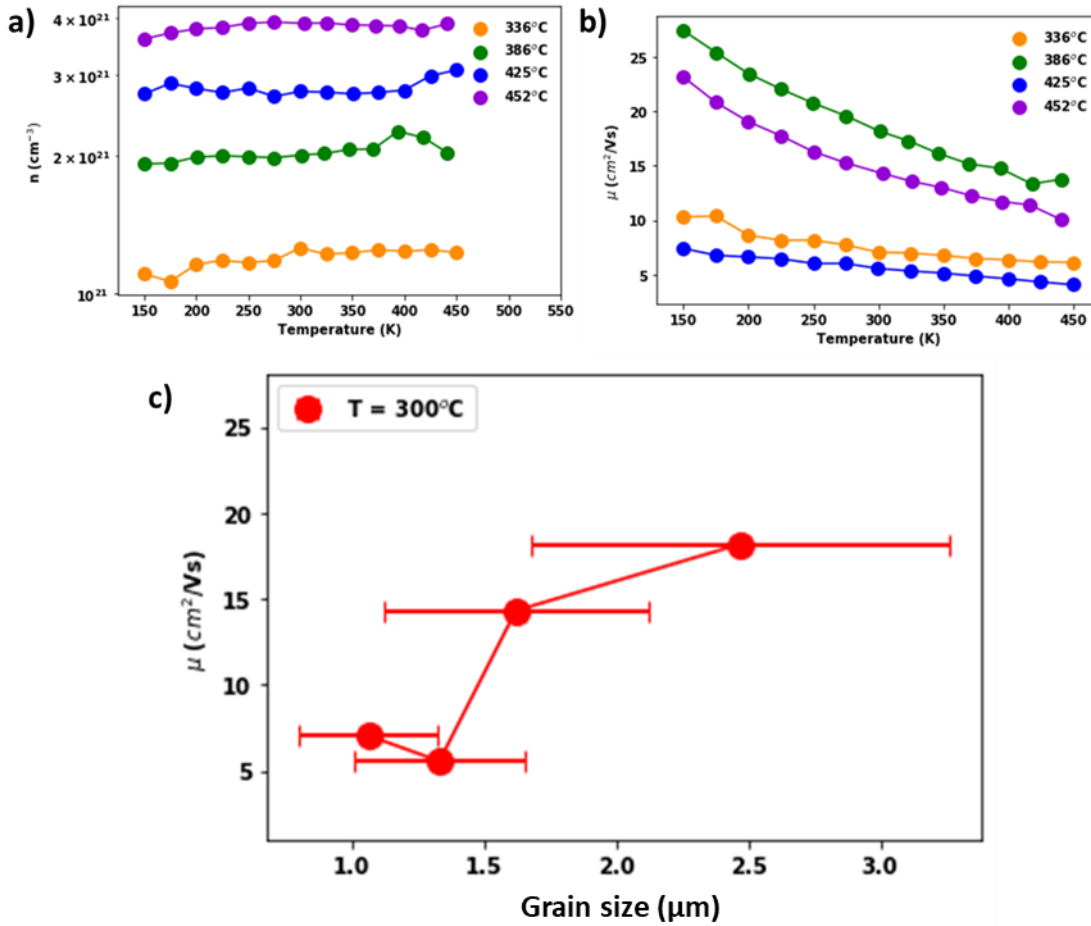 a)
4 × 10²¹
3 × 10²¹
2 × 10²¹
10²¹
n (cm⁻³)
336°C
386°C
425°C
452°C
150 200 250 300 350 400 450 500 550
Temperature (K)
b)
25
20
15
10
5
μ (cm²/Vs)
336°C
386°C
425°C
452°C
150 200 250 300 350 400 450
Temperature (K)
c)
T = 300°C
25
20
15
10
5
μ (cm²/Vs)
1.0 1.5 2.0 2.5 3.0
Grain size (μm)